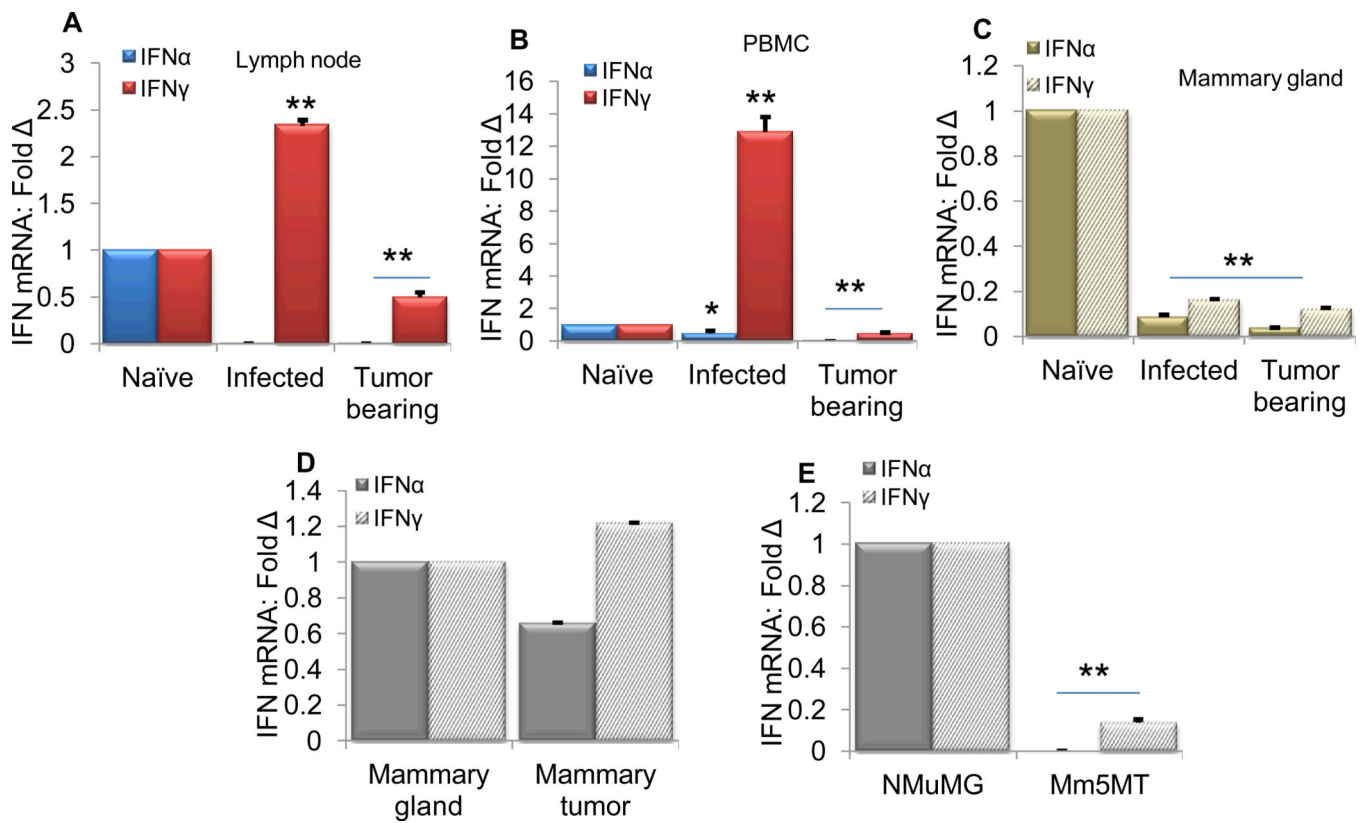 A
IFNα
IFNγ
Lymph node
IFN mRNA: Fold Δ
3
2.5
2
1.5
1
0.5
0
**
**
Naïve
Infected
Tumor
bearing
B
PBMC
IFNα
IFNγ
IFN mRNA: Fold Δ
16
14
12
10
8
6
4
2
0
*
**
**
Naïve
Infected
Tumor
bearing
C
IFNα
IFNγ
Mammary gland
IFN mRNA: Fold Δ
1.2
1
0.8
0.6
0.4
0.2
0
**
Naïve
Infected
Tumor
bearing
D
IFNα
IFNγ
IFN mRNA: Fold Δ
1.4
1.2
1
0.8
0.6
0.4
0.2
0
Mammary
gland
Mammary
tumor
E
IFNα
IFNγ
IFN mRNA: Fold Δ
1.2
1
0.8
0.6
0.4
0.2
0
**
NMuMG
Mm5MT